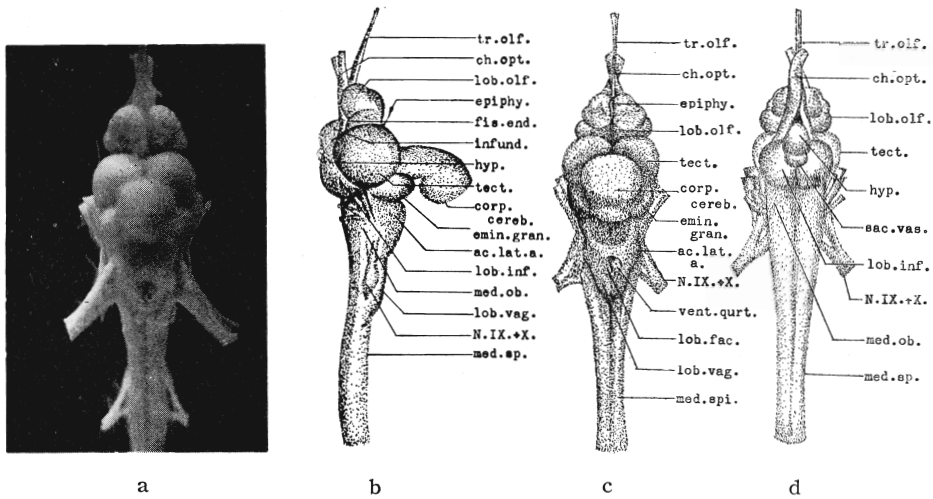 tr.olf.
ch.opt.
lob.olf.
epiphy.
fis.end.
infund.
hyp.
tect.
corp.
cereb.
emin.gran.
ac.lat.a.
lob.inf.
med.ob.
lob.vag.
N.IX.+X.
med.sp.
tr.olf.
ch.opt.
epiphy.
lob.olf.
tect.
corp.
cereb.
emin.
gran.
ac.lat.
a.
N.IX.+X.
vent.qurt.
lob.fac.
lob.vag.
med.spi.
tr.olf.
ch.opt.
lob.olf.
tect.
hyp.
sac.vas.
lob.inf.
N.IX.+X.
med.ob.
med.sp.
a
b
c
d